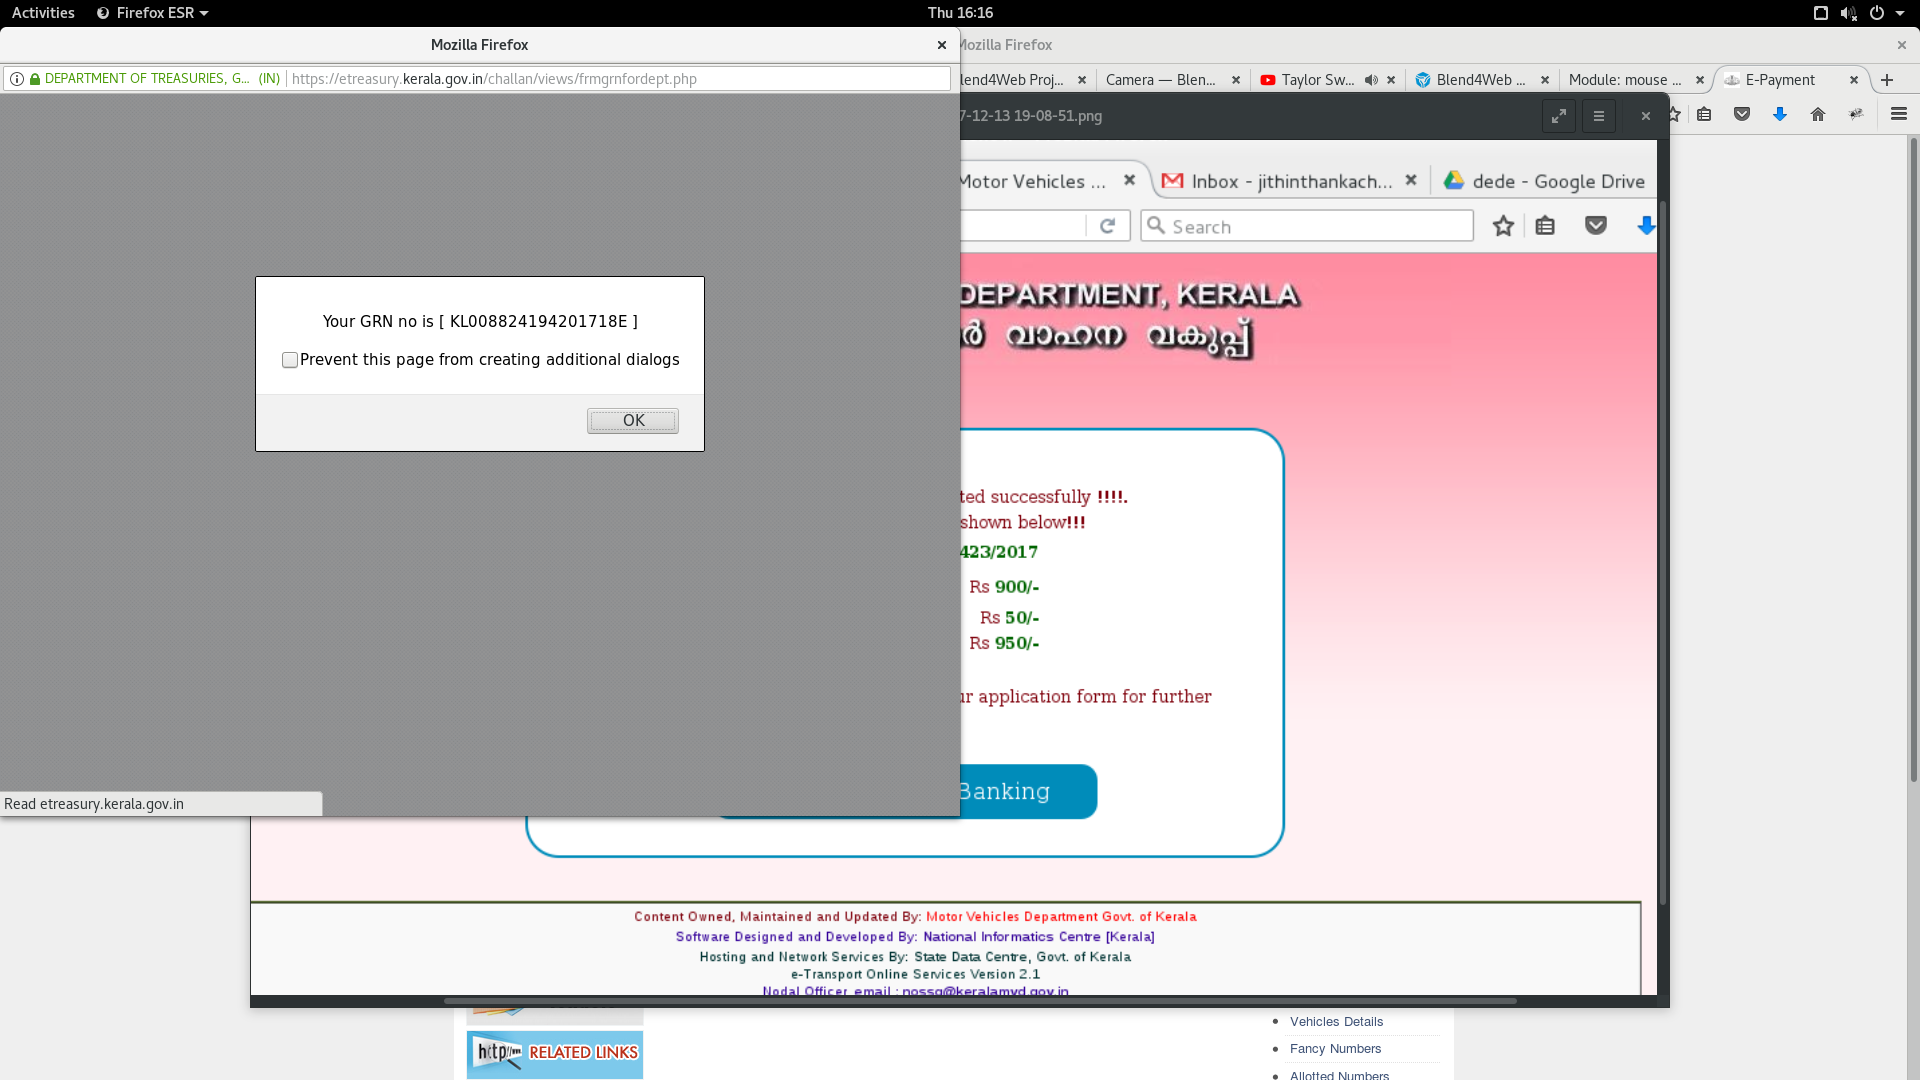 Activities
Firefox ESR
Thu 16:16
Mozilla Firefox
Mozilla Firefox
DEPARTMENT OF TREASURIES, G... (IN)
https://etreasury.kerala.gov.in/challan/views/frmgrnfordept.php
lend4Web Proj...
Camera — Blen...
Taylor Sw...
Blend4Web ...
Module: mouse ...
E-Payment
7-12-13 19-08-51.png
Motor Vehicles ...
Inbox - jithinthankach...
dede - Google Drive
Search
DEPARTMENT, KERALA
ർ വാഹന വകുപ്പ്
Your GRN no is [ KL008824194201718E ]
Prevent this page from creating additional dialogs
OK
ted successfully !!!!.
shown below!!!
423/2017
Rs 900/-
Rs 50/-
Rs 950/-
ur application form for further
Banking
Read etreasury.kerala.gov.in
Content Owned, Maintained and Updated By: Motor Vehicles Department Govt. of Kerala
Software Designed and Developed By: National Informatics Centre [Kerala]
Hosting and Network Services By: State Data Centre, Govt. of Kerala
e-Transport Online Services Version 2.1
Nodal Officer email : nossg@keralamvd.gov.in
http://www
RELATED LINKS
Vehicles Details
Fancy Numbers
Allotted Numbers